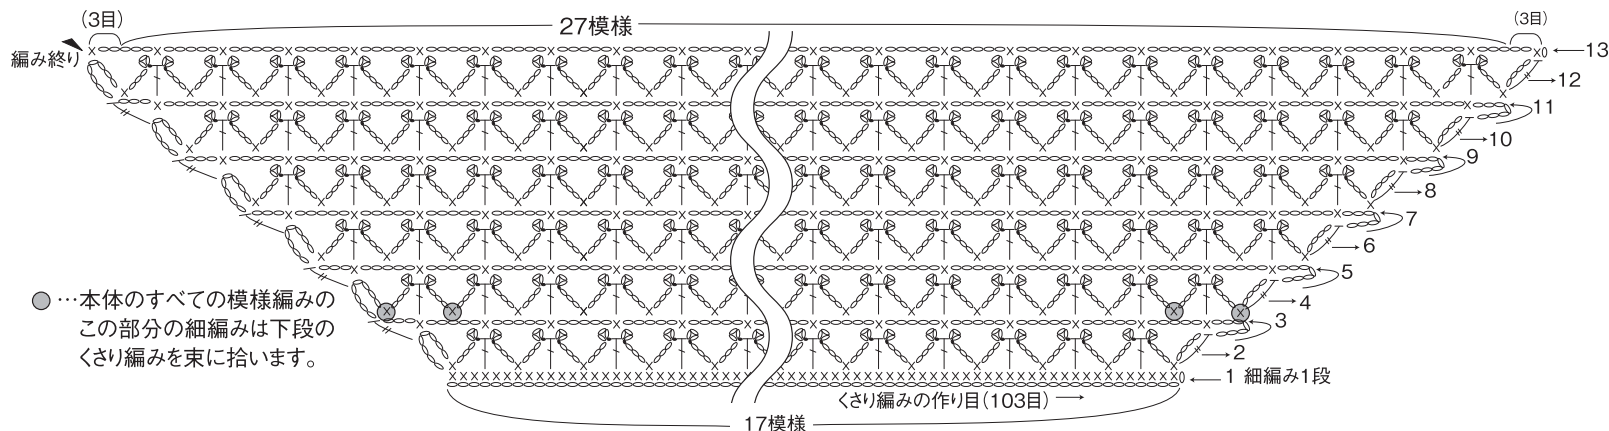 (3目)
27模様
(3目)
編み終り
13
12
11
10
9
8
7
6
5
4
3
2
1 細編み1段
…本体のすべての模様編みの
この部分の細編みは下段の
くさり編みを束に拾います。
くさり編みの作り目(103目)
17模様